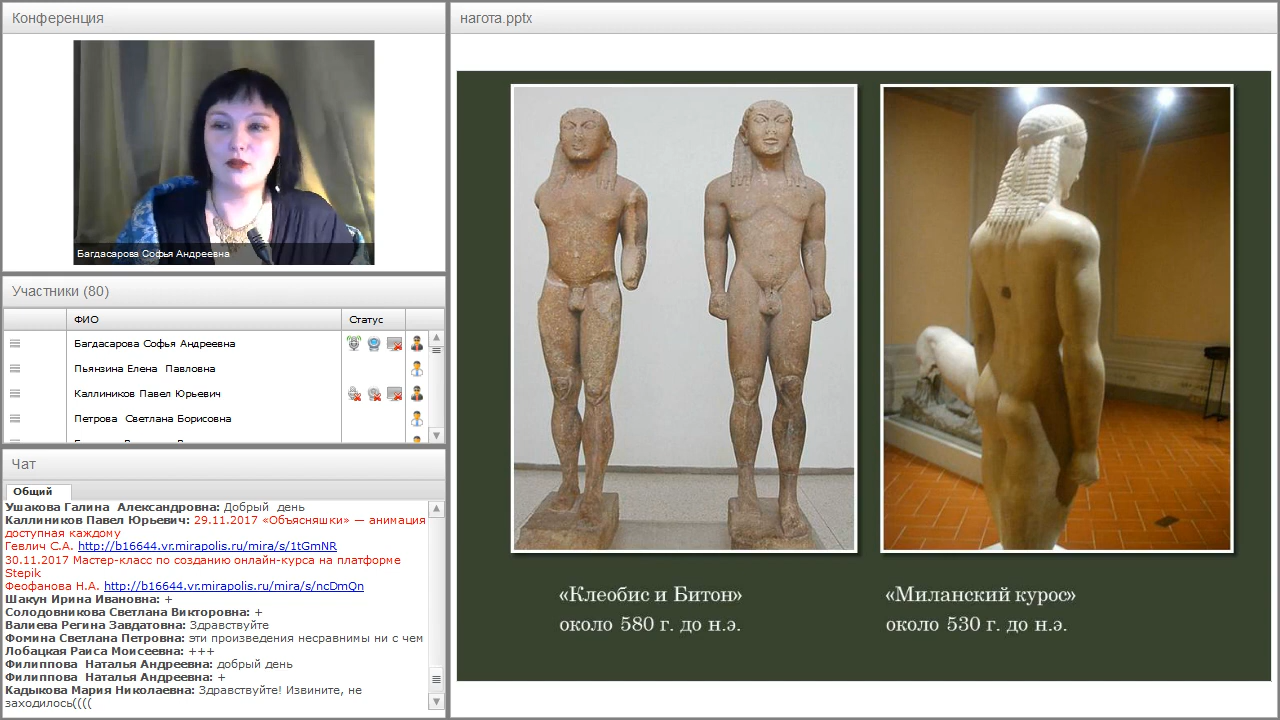 Конференция
Багдасарова Софья Андреевна
Участники (80)
ФИО
Статус
Багдасарова Софья Андреевна
Пьянзина Елена Павловна
Каллиников Павел Юрьевич
Петрова Светлана Борисовна
Чат
Общий
Ушакова Галина Александровна: Добрый день
Каллиников Павел Юрьевич: 29.11.2017 «Объясняшки» — анимация
доступная каждому
Гевлич С.А. http://b16644.vr.mirapolis.ru/mira/s/1tGmNR
30.11.2017 Мастер-класс по созданию онлайн-курса на платформе
Stepik
Феофанова Н.А. http://b16644.vr.mirapolis.ru/mira/s/ncDmQn
Шакун Ирина Ивановна: +
Солодовникова Светлана Викторовна: +
Валиева Регина Завдатовна: Здравствуйте
Фомина Светлана Петровна: эти произведения несравнимы ни с чем
Лобацкая Раиса Моисеевна: +++
Филиппова Наталья Андреевна: добрый день
Филиппова Наталья Андреевна: +
Кадыкова Мария Николаевна: Здравствуйте! Извините, не
заходилось((((
нагота.pptx
«Клеобис и Битон»
около 580 г. до н.э.
«Миланский курос»
около 530 г. до н.э.